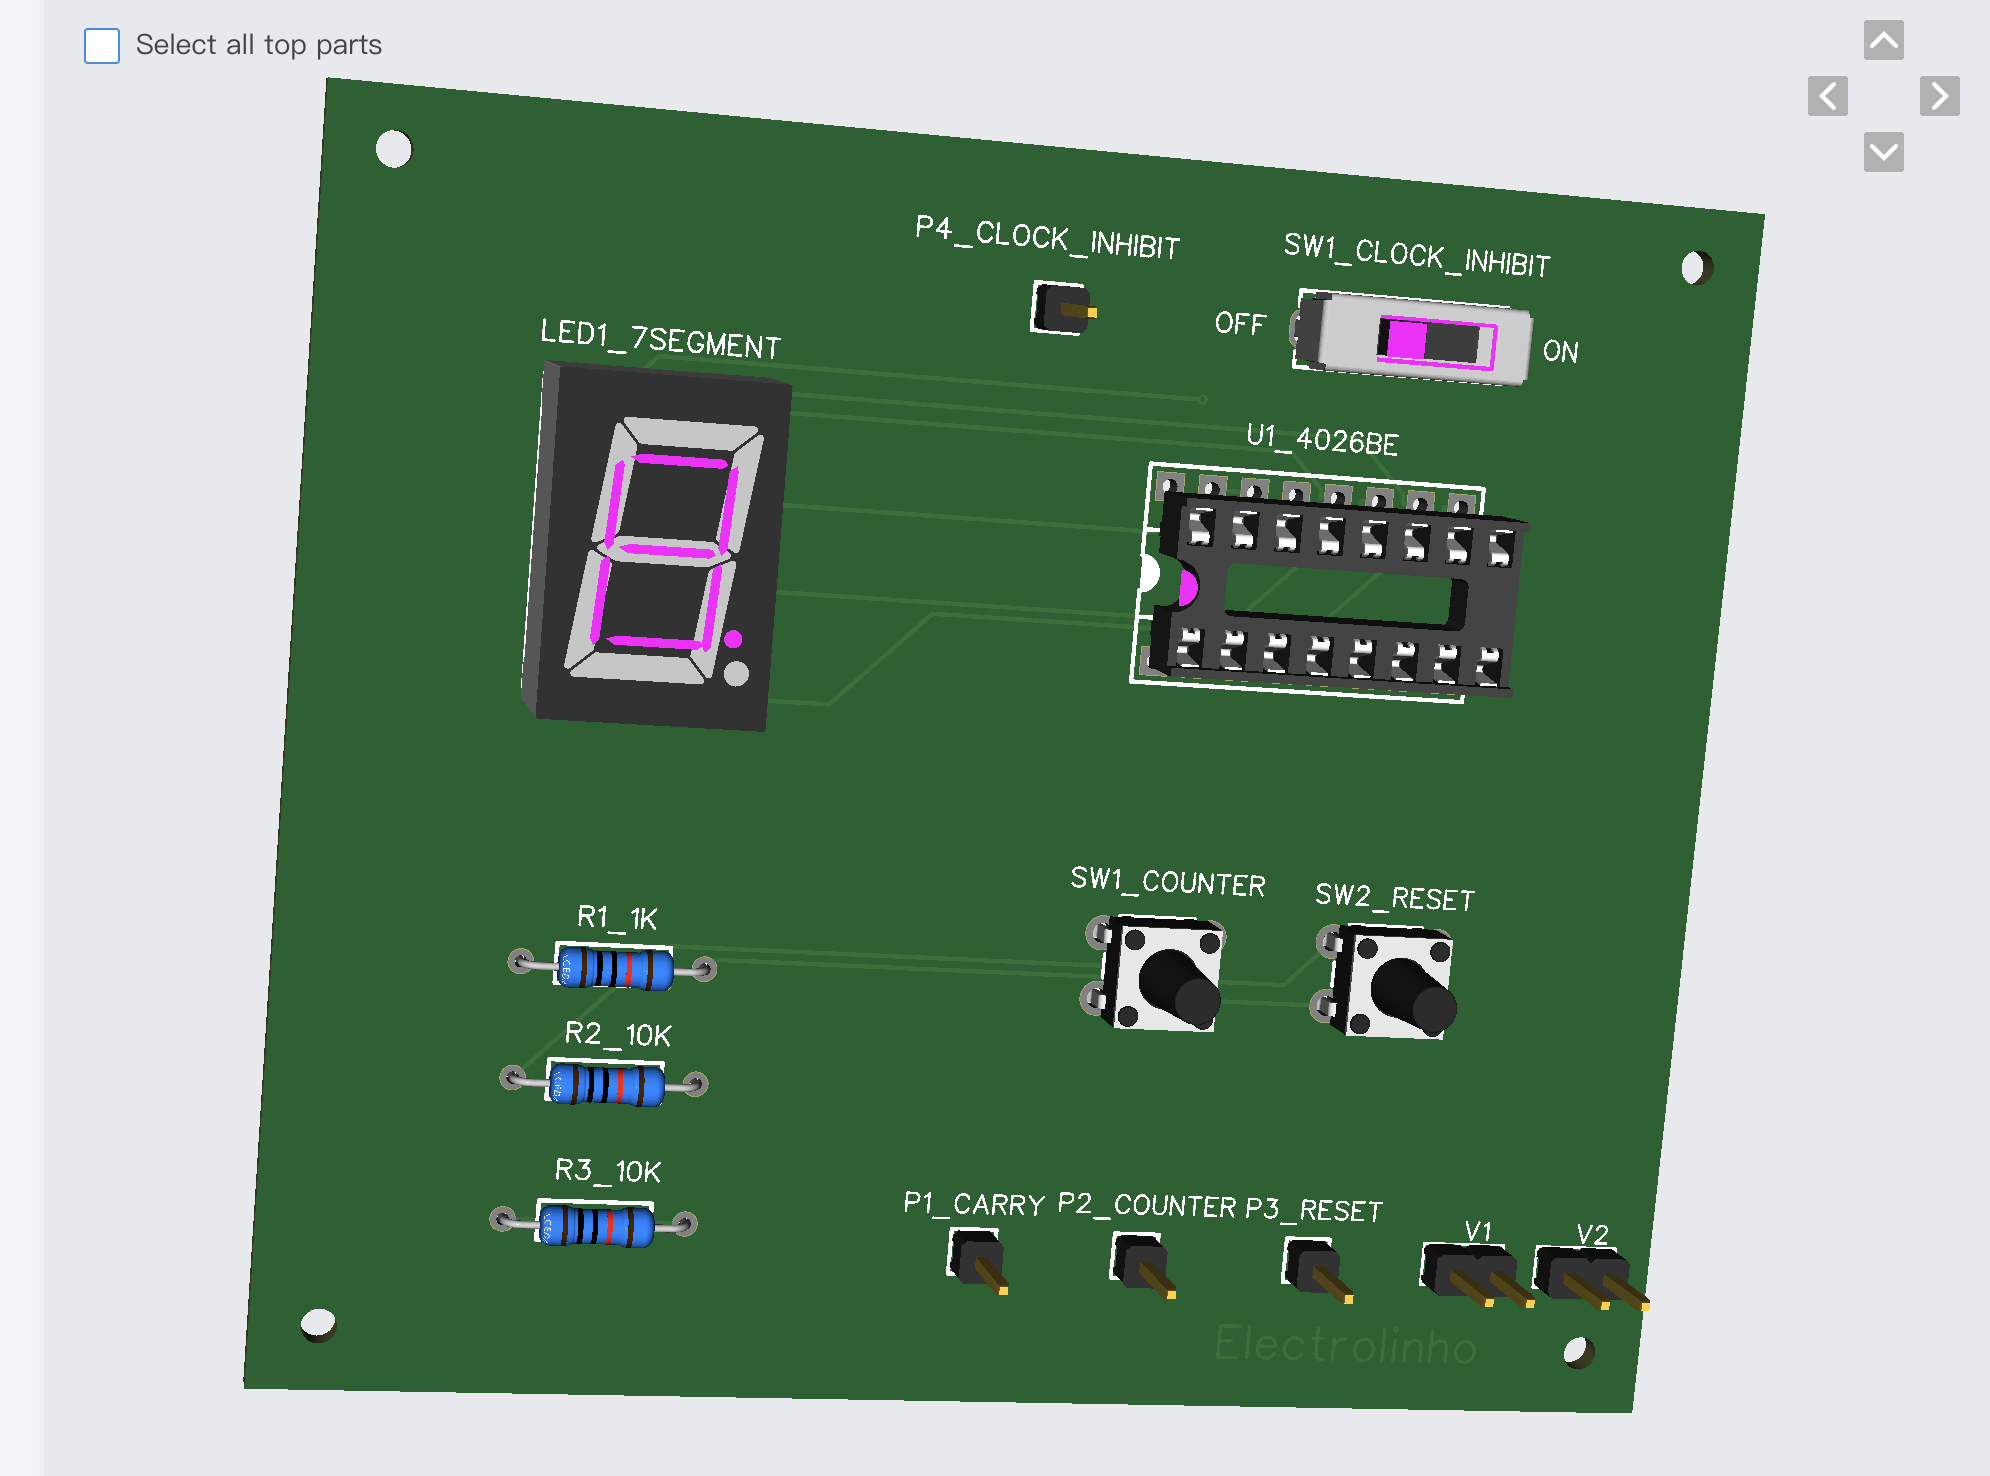 Select all top parts
P4_CLOCK_INHIBIT
SW1_CLOCK_INHIBIT
OFF
ON
LED1_7SEGMENT
U1_4026BE
SW1_COUNTER
SW2_RESET
R1_1K
R2_10K
R3_10K
P1_CARRY
P2_COUNTER
P3_RESET
V1
V2
Electrolinho